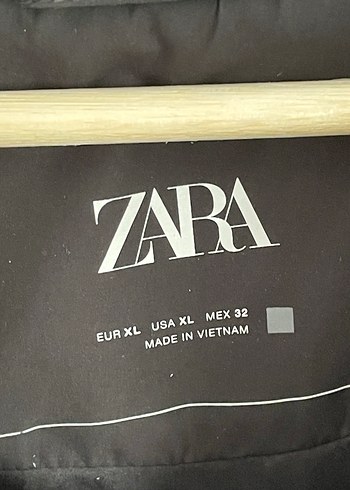 ZARA
EUR XL USA XL MEX 32
MADE IN VIETNAM